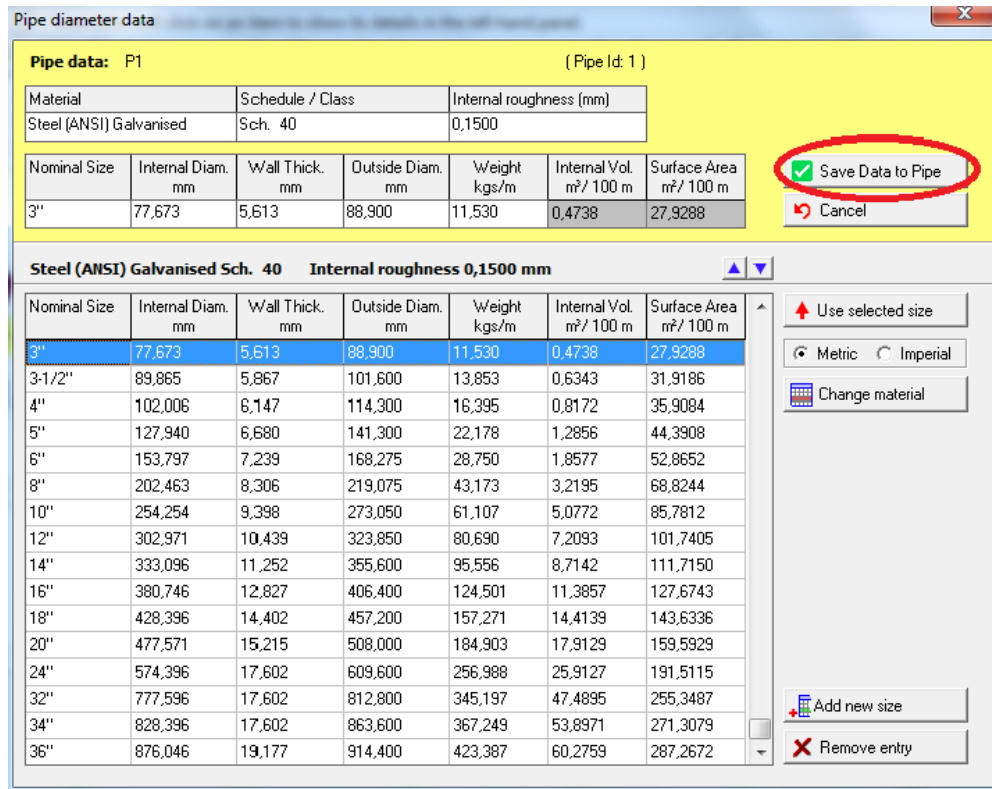 Pipe diameter data
Pipe data: P1 ( Pipe Id: 1 )
Material Schedule / Class Internal roughness (mm)
Steel (ANSI) Galvanised Sch. 40 0,1500
Nominal Size Internal Diam. mm Wall Thick. mm Outside Diam. mm Weight kgs/m Internal Vol. m³/ 100 m Surface Area m²/ 100 m
3" 77,673 5,613 88,900 11,530 0,4738 27,9288
Save Data to Pipe
Cancel
Steel (ANSI) Galvanised Sch. 40 Internal roughness 0,1500 mm
Nominal Size Internal Diam. mm Wall Thick. mm Outside Diam. mm Weight kgs/m Internal Vol. m³/ 100 m Surface Area m²/ 100 m
3" 77,673 5,613 88,900 11,530 0,4738 27,9288
3-1/2" 89,865 5,867 101,600 13,853 0,6343 31,9186
4" 102,006 6,147 114,300 16,395 0,8172 35,9084
5" 127,940 6,680 141,300 22,178 1,2856 44,3908
6" 153,797 7,239 168,275 28,750 1,8577 52,8652
8" 202,463 8,306 219,075 43,173 3,2195 68,8244
10" 254,254 9,398 273,050 61,107 5,0772 85,7812
12" 302,971 10,439 323,850 80,690 7,2093 101,7405
14" 333,096 11,252 355,600 95,556 8,7142 111,7150
16" 380,746 12,827 406,400 124,501 11,3857 127,6743
18" 428,396 14,402 457,200 157,271 14,4139 143,6336
20" 477,571 15,215 508,000 184,903 17,9129 159,5929
24" 574,396 17,602 609,600 256,988 25,9127 191,5115
32" 777,596 17,602 812,800 345,197 47,4895 255,3487
34" 828,396 17,602 863,600 367,249 53,8971 271,3079
36" 876,046 19,177 914,400 423,387 60,2759 287,2672
Use selected size
Metric Imperial
Change material
Add new size
Remove entry